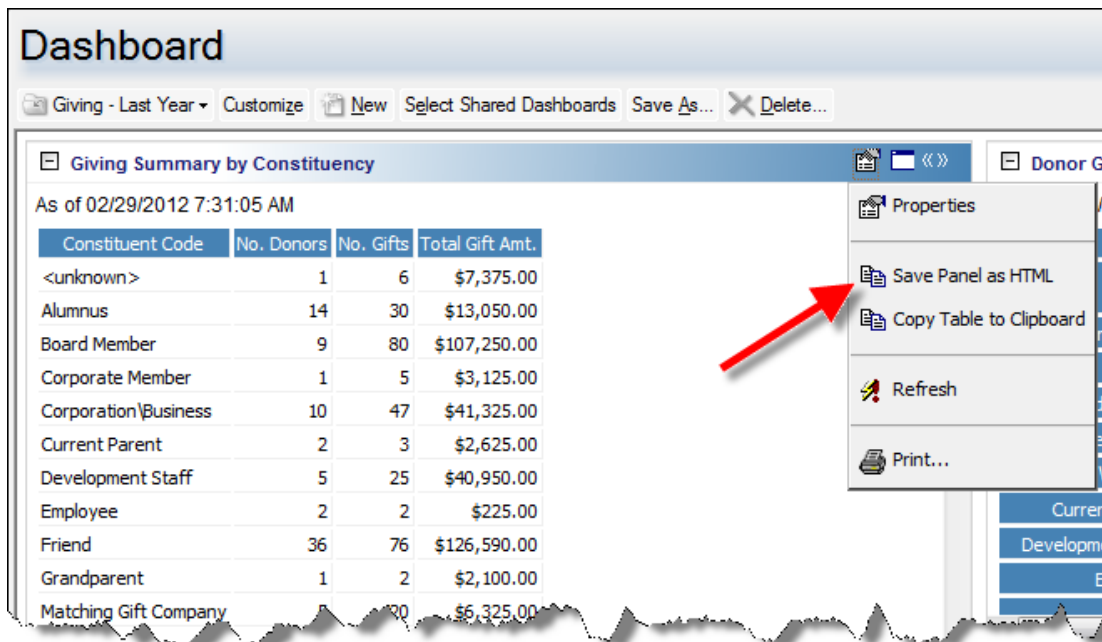 Dashboard
Giving - Last Year Customize New Select Shared Dashboards Save As... Delete...
Giving Summary by Constituency
As of 02/29/2012 7:31:05 AM
Constituent Code No. Donors No. Gifts Total Gift Amt.
<unknown> 1 6 $7,375.00
Alumnus 14 30 $13,050.00
Board Member 9 80 $107,250.00
Corporate Member 1 5 $3,125.00
Corporation\Business 10 47 $41,325.00
Current Parent 2 3 $2,625.00
Development Staff 5 25 $40,950.00
Employee 2 2 $225.00
Friend 36 76 $126,590.00
Grandparent 1 2 $2,100.00
Matching Gift Company 20 $6,325.00
Properties
Save Panel as HTML
Copy Table to Clipboard
Refresh
Print...
Donor G
Curren
Developme
E